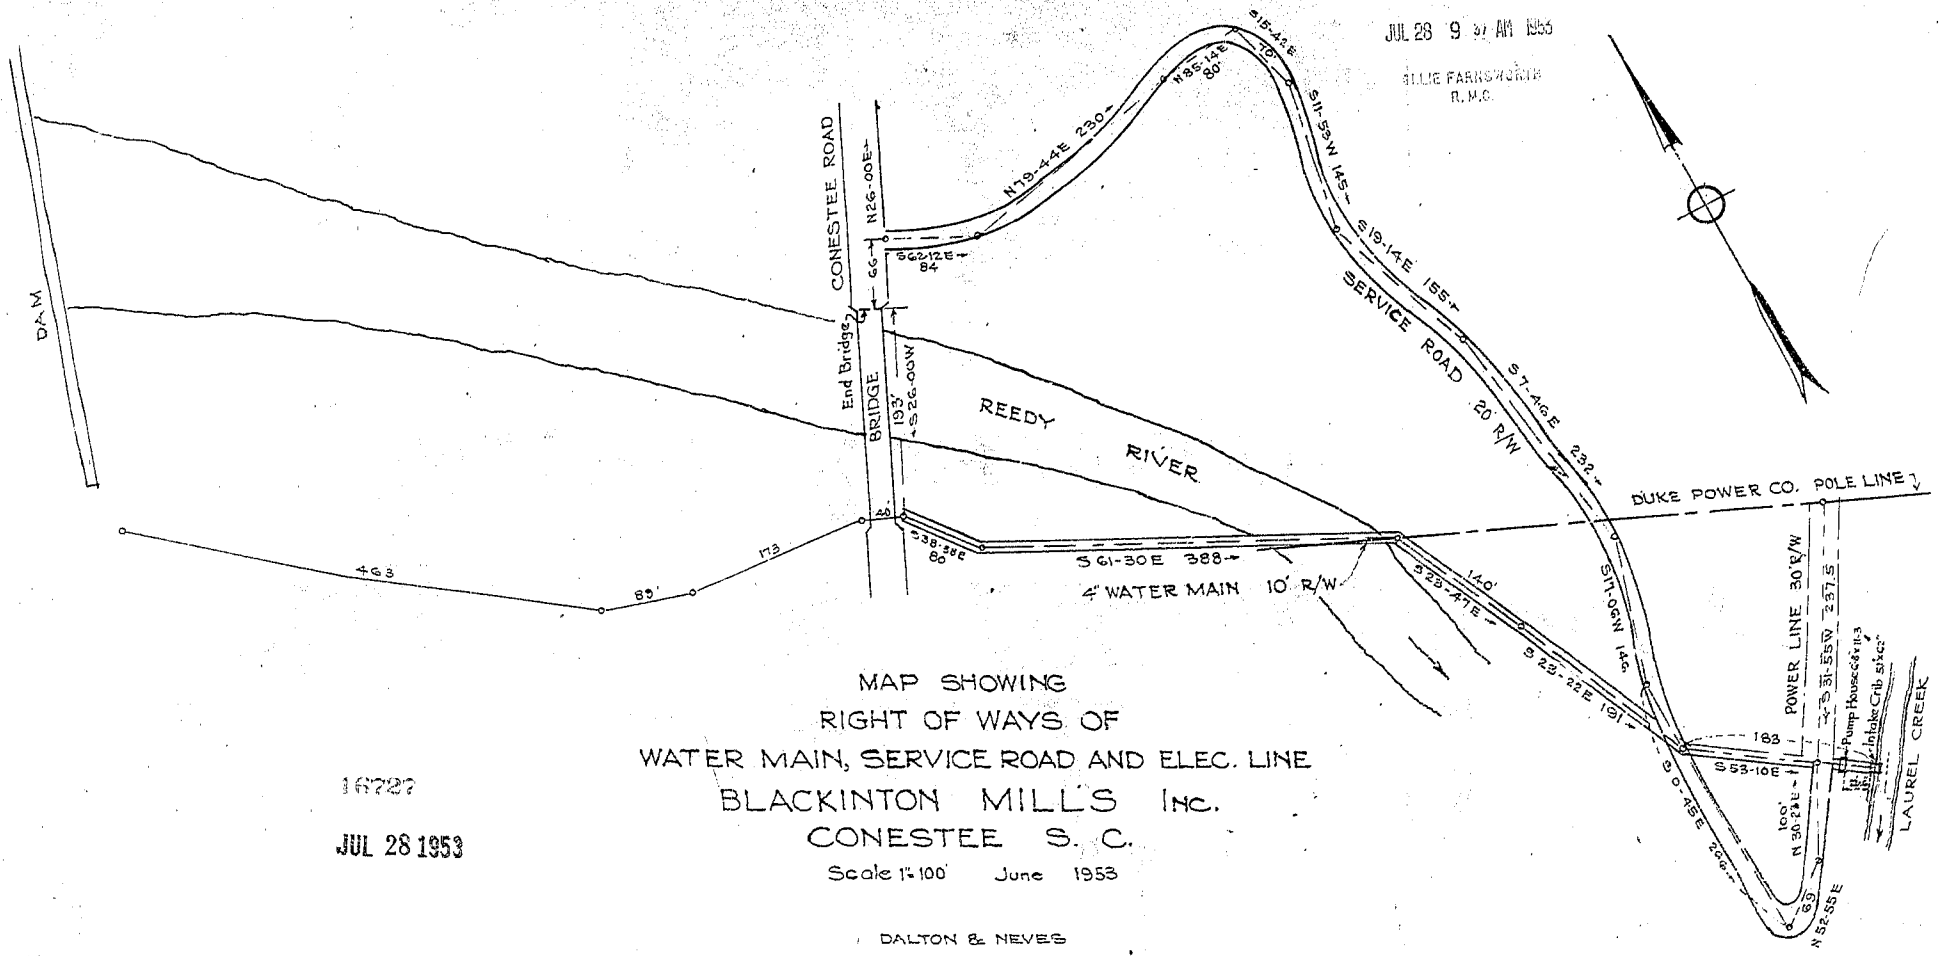 JUL 28 9 37 AM 1953
OLLIE FARNSWORTH
R. M. C.
DAM
CONESTEE ROAD
N26-00E
66
S62-12E
84
N79-44E 230
N85-14E
80'
S15-42E
70'
S11-53W 145
S19-14E 155
SERVICE ROAD 20' R/W
S7-46E 232
End Bridge
BRIDGE
193'
S26-00W
REEDY
RIVER
DUKE POWER CO. POLE LINE
463
89'
173
40'
S38-38E
80'
S61-30E 388
4" WATER MAIN 10' R/W
140'
S23-47E
S23-22E 191
S17-06W 146
POWER LINE 30' R/W
S31-55W 237.5
Pump House
Intake Crib
LAUREL CREEK
183
S53-10E
100'
S0-45E
69
N52-55E
MAP SHOWING
RIGHT OF WAYS OF
WATER MAIN, SERVICE ROAD AND ELEC. LINE
BLACKINTON MILLS INC.
CONESTEE S. C.
Scale 1"=100' June 1953
DALTON & NEVES
16727
JUL 28 1953